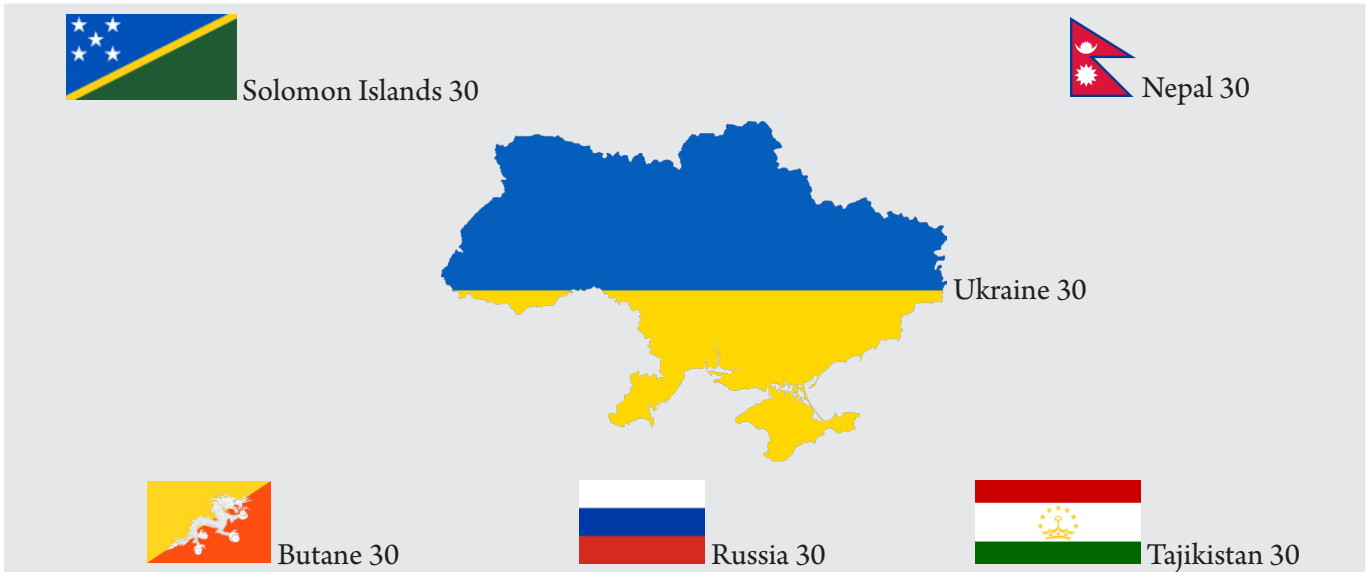 Solomon Islands 30
Nepal 30
Ukraine 30
Butane 30
Russia 30
Tajikistan 30